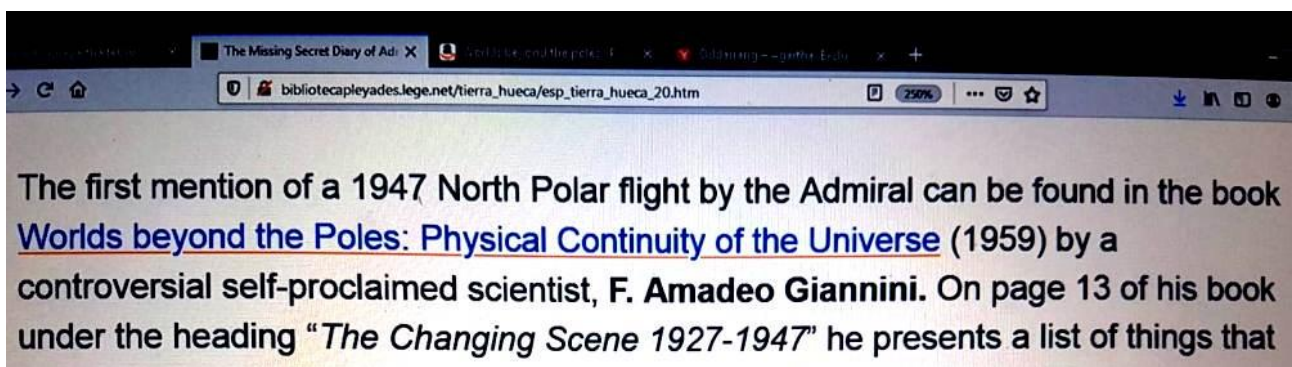 The Missing Secret Diary of Adm
bibliotecapleyades.lege.net/tierra_hueca/esp_tierra_hueca_20.htm
250%
The first mention of a 1947 North Polar flight by the Admiral can be found in the book
Worlds beyond the Poles: Physical Continuity of the Universe (1959) by a
controversial self-proclaimed scientist, F. Amadeo Giannini. On page 13 of his book
under the heading “The Changing Scene 1927-1947” he presents a list of things that